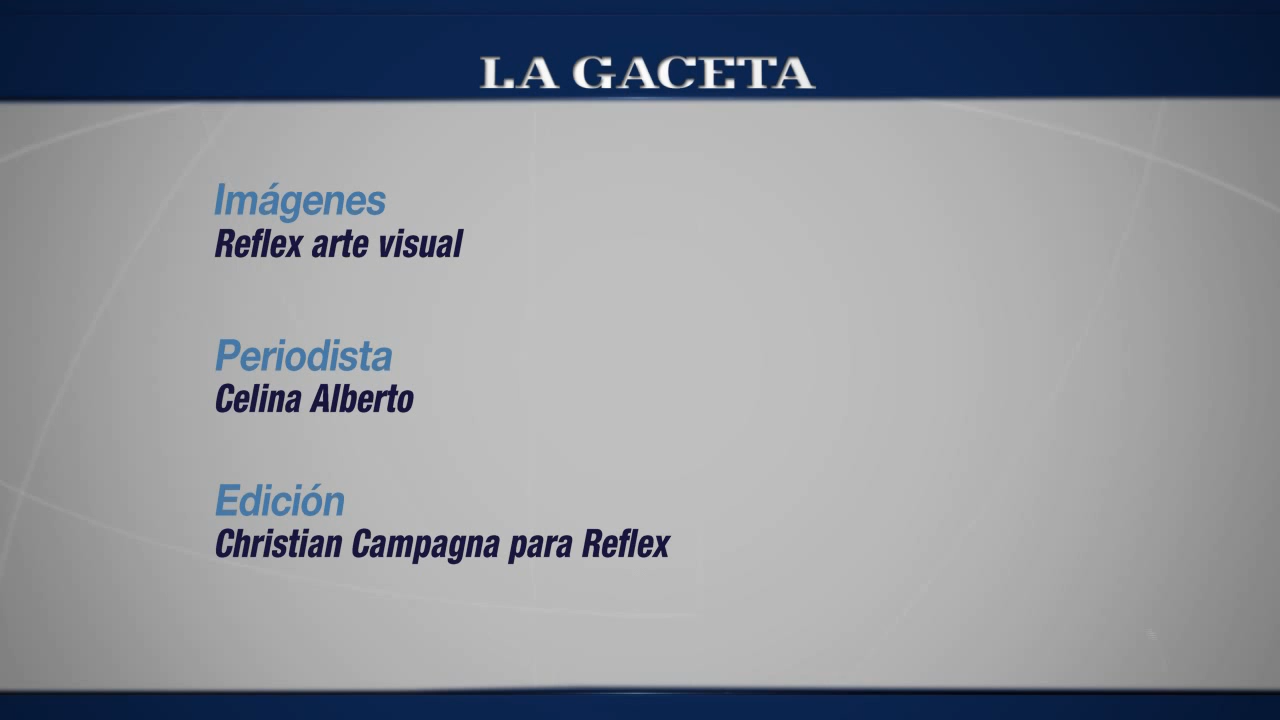 LA GACETA
Imágenes
Reflex arte visual
Periodista
Celina Alberto
Edición
Christian Campagna para Reflex